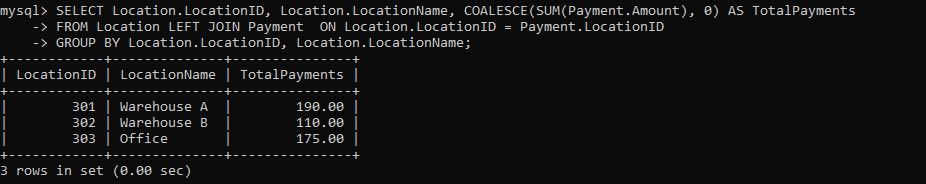 mysql> SELECT Location.LocationID, Location.LocationName, COALESCE(SUM(Payment.Amount), 0) AS TotalPayments
    -> FROM Location LEFT JOIN Payment  ON Location.LocationID = Payment.LocationID
    -> GROUP BY Location.LocationID, Location.LocationName;
+------------+--------------+---------------+
| LocationID | LocationName | TotalPayments |
+------------+--------------+---------------+
|        301 | Warehouse A  |        190.00 |
|        302 | Warehouse B  |        110.00 |
|        303 | Office       |        175.00 |
+------------+--------------+---------------+
3 rows in set (0.00 sec)